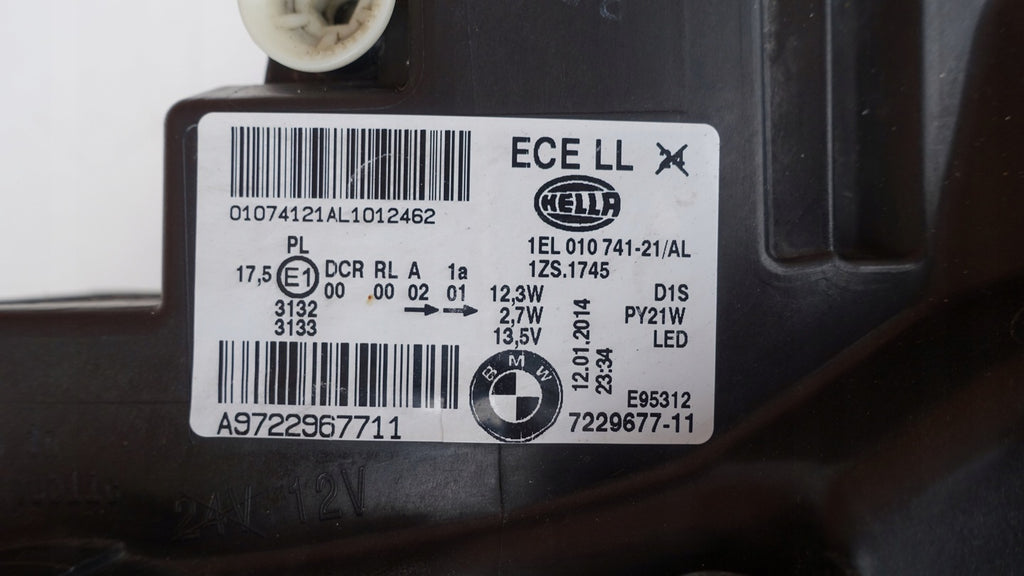 ECE LL 24
01074121AL1012462
HELLA
1EL 010 741-21/AL
1ZS.1745
PL
17,5 E1 DCR RL A 1a
00 00 02 01
3132
3133
12,3W D1S
2,7W PY21W
13,5V LED
12.01.2014
23:34
BMW
E95312
A9722967711
7229677-11
24V 12V